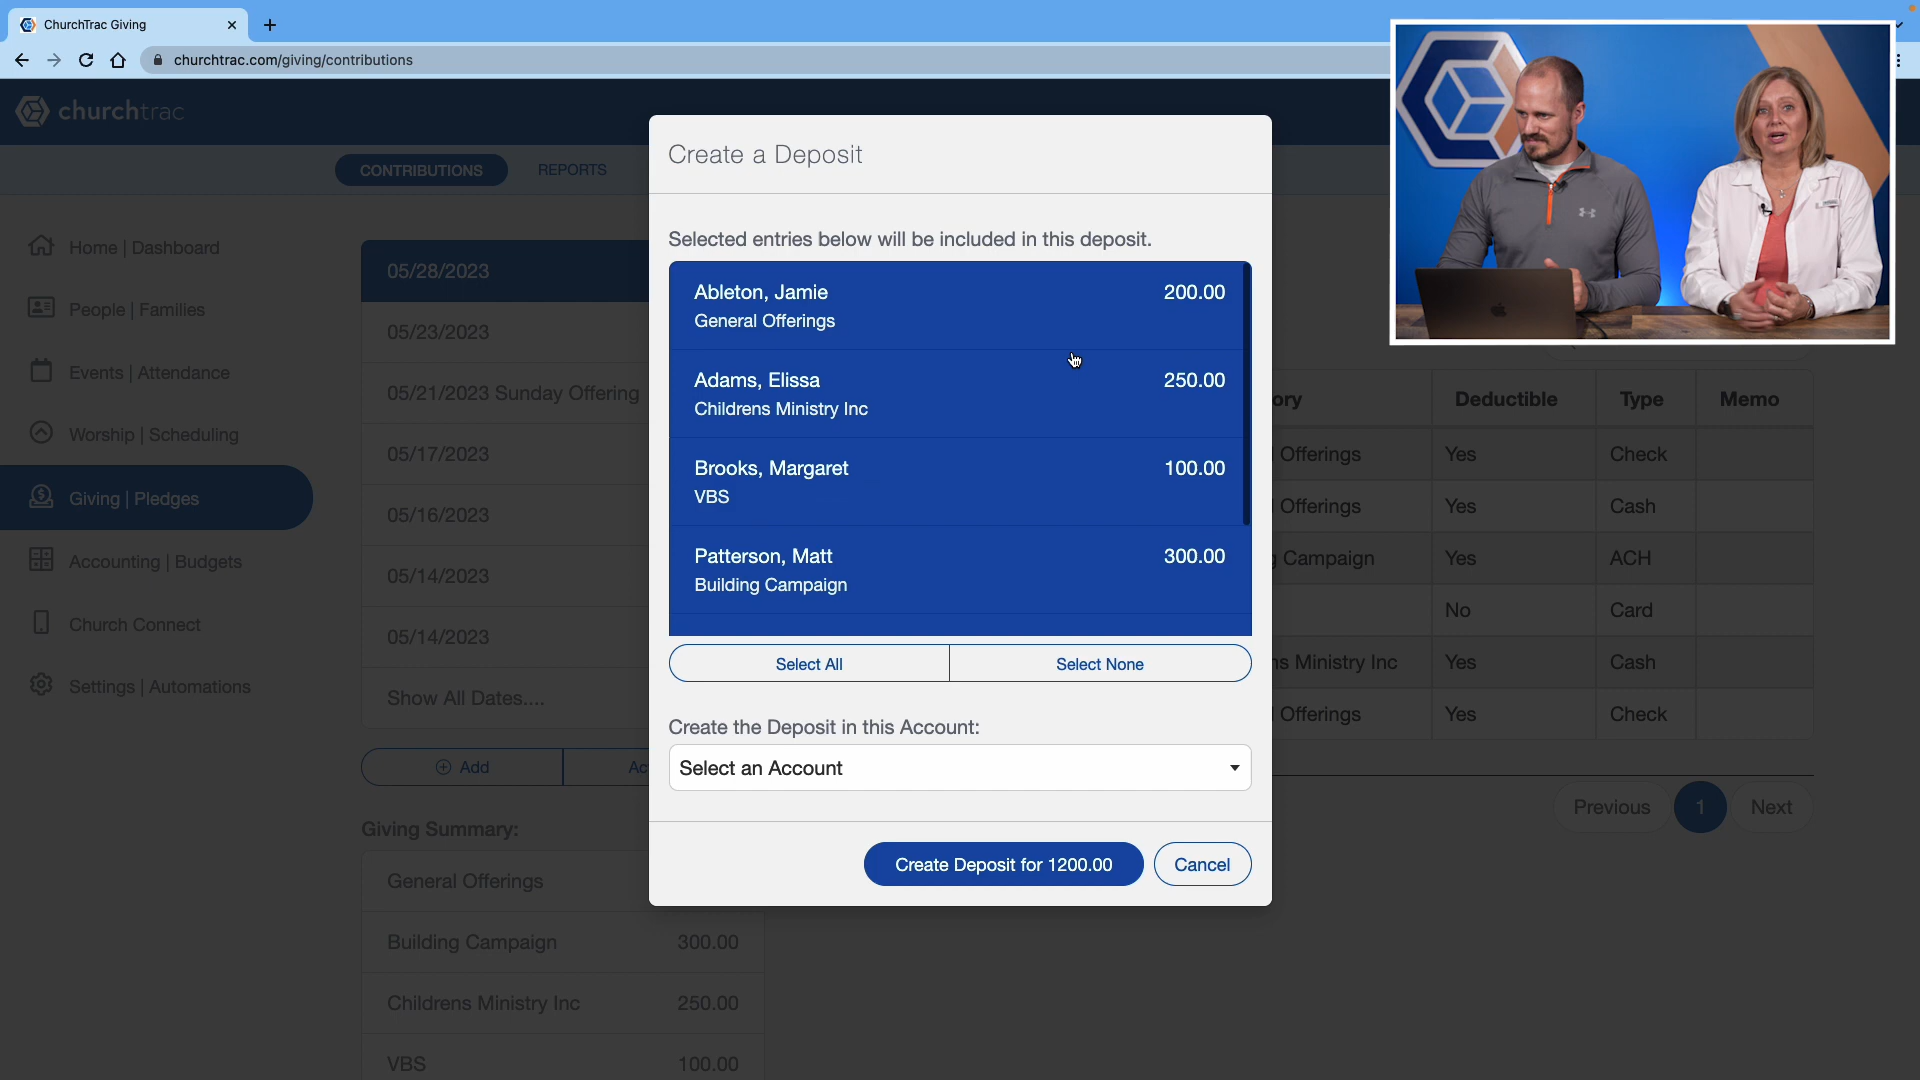 ChurchTrac Giving
churchtrac.com/giving/contributions
churchtrac
CONTRIBUTIONS
REPORTS
Home | Dashboard
People | Families
Events | Attendance
Worship | Scheduling
Giving | Pledges
Accounting | Budgets
Church Connect
Settings | Automations
05/28/2023
05/23/2023
05/21/2023 Sunday Offering
05/17/2023
05/16/2023
05/14/2023
05/14/2023
Show All Dates....
Add
Ac
Giving Summary:
General Offerings
Building Campaign 300.00
Childrens Ministry Inc 250.00
VBS 100.00
Create a Deposit
Selected entries below will be included in this deposit.
Ableton, Jamie 200.00
General Offerings
Adams, Elissa 250.00
Childrens Ministry Inc
Brooks, Margaret 100.00
VBS
Patterson, Matt 300.00
Building Campaign
Select All Select None
Create the Deposit in this Account:
Select an Account
Create Deposit for 1200.00 Cancel
ory Deductible Type Memo
Offerings Yes Check
Offerings Yes Cash
Campaign Yes ACH
No Card
ns Ministry Inc Yes Cash
Offerings Yes Check
Previous 1 Next